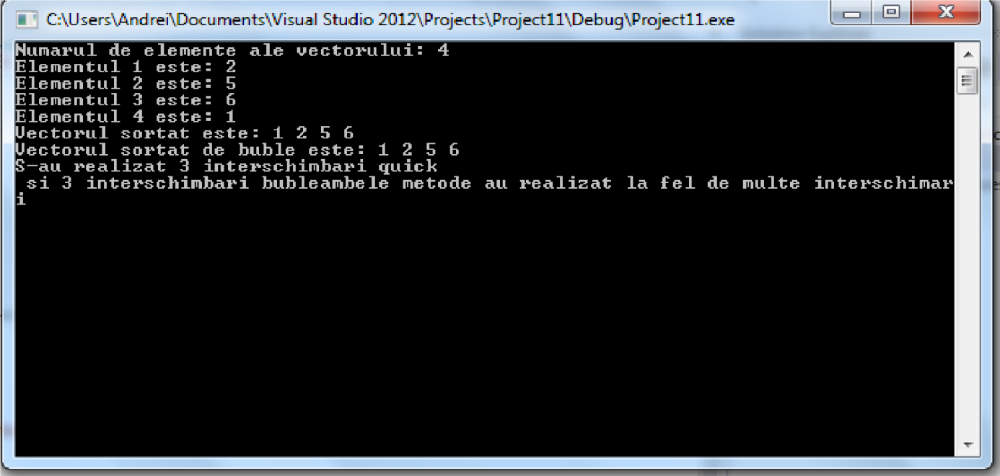 C:\Users\Andrei\Documents\Visual Studio 2012\Projects\Project11\Debug\Project11.exe
Numarul de elemente ale vectorului: 4
Elementul 1 este: 2
Elementul 2 este: 5
Elementul 3 este: 6
Elementul 4 este: 1
Vectorul sortat este: 1 2 5 6
Vectorul sortat de buble este: 1 2 5 6
S-au realizat 3 interschimbari quick
si 3 interschimbari bubleambele metode au realizat la fel de multe interschimar
i